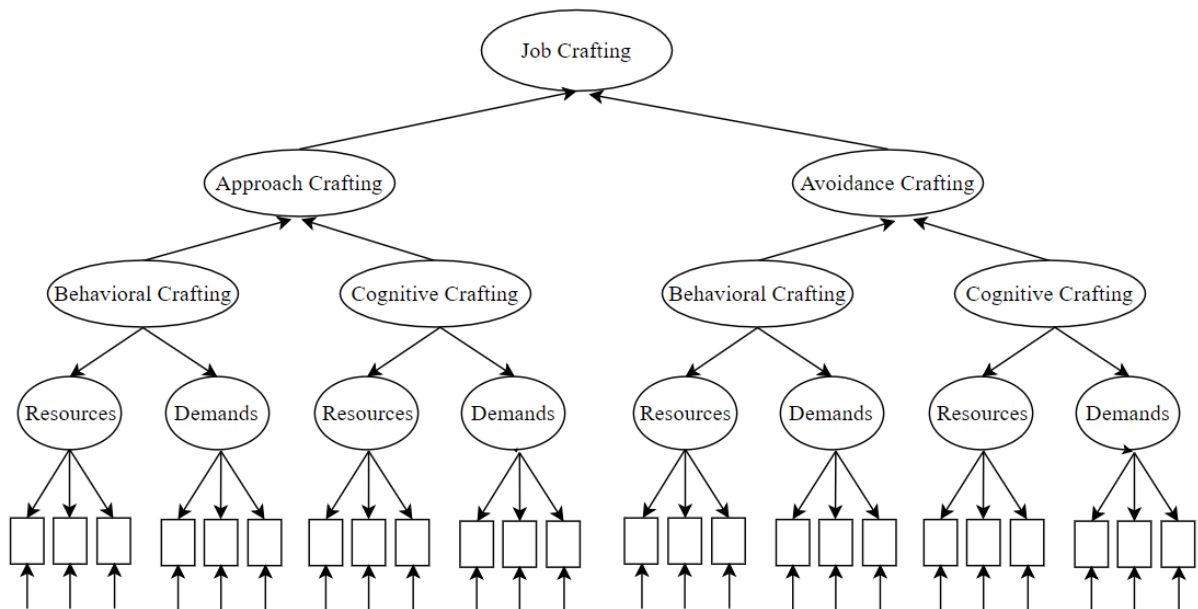 Job Crafting
Approach Crafting
Avoidance Crafting
Behavioral Crafting
Cognitive Crafting
Behavioral Crafting
Cognitive Crafting
Resources
Demands
Resources
Demands
Resources
Demands
Resources
Demands